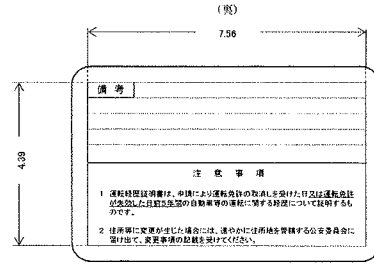 (裏)
7.56
備 考
4.39
注 意 事 項
1 運転経歴証明書は、申請により運転免許の取消しを受けた日又は運転免許
が失効した日前5年間の自動車等の運転に関する経歴について証明するも
のです。
2 住所等に変更が生じた場合には、速やかに住所地を管轄する公安委員会に
届け出て、変更事項の記載を受けてください。